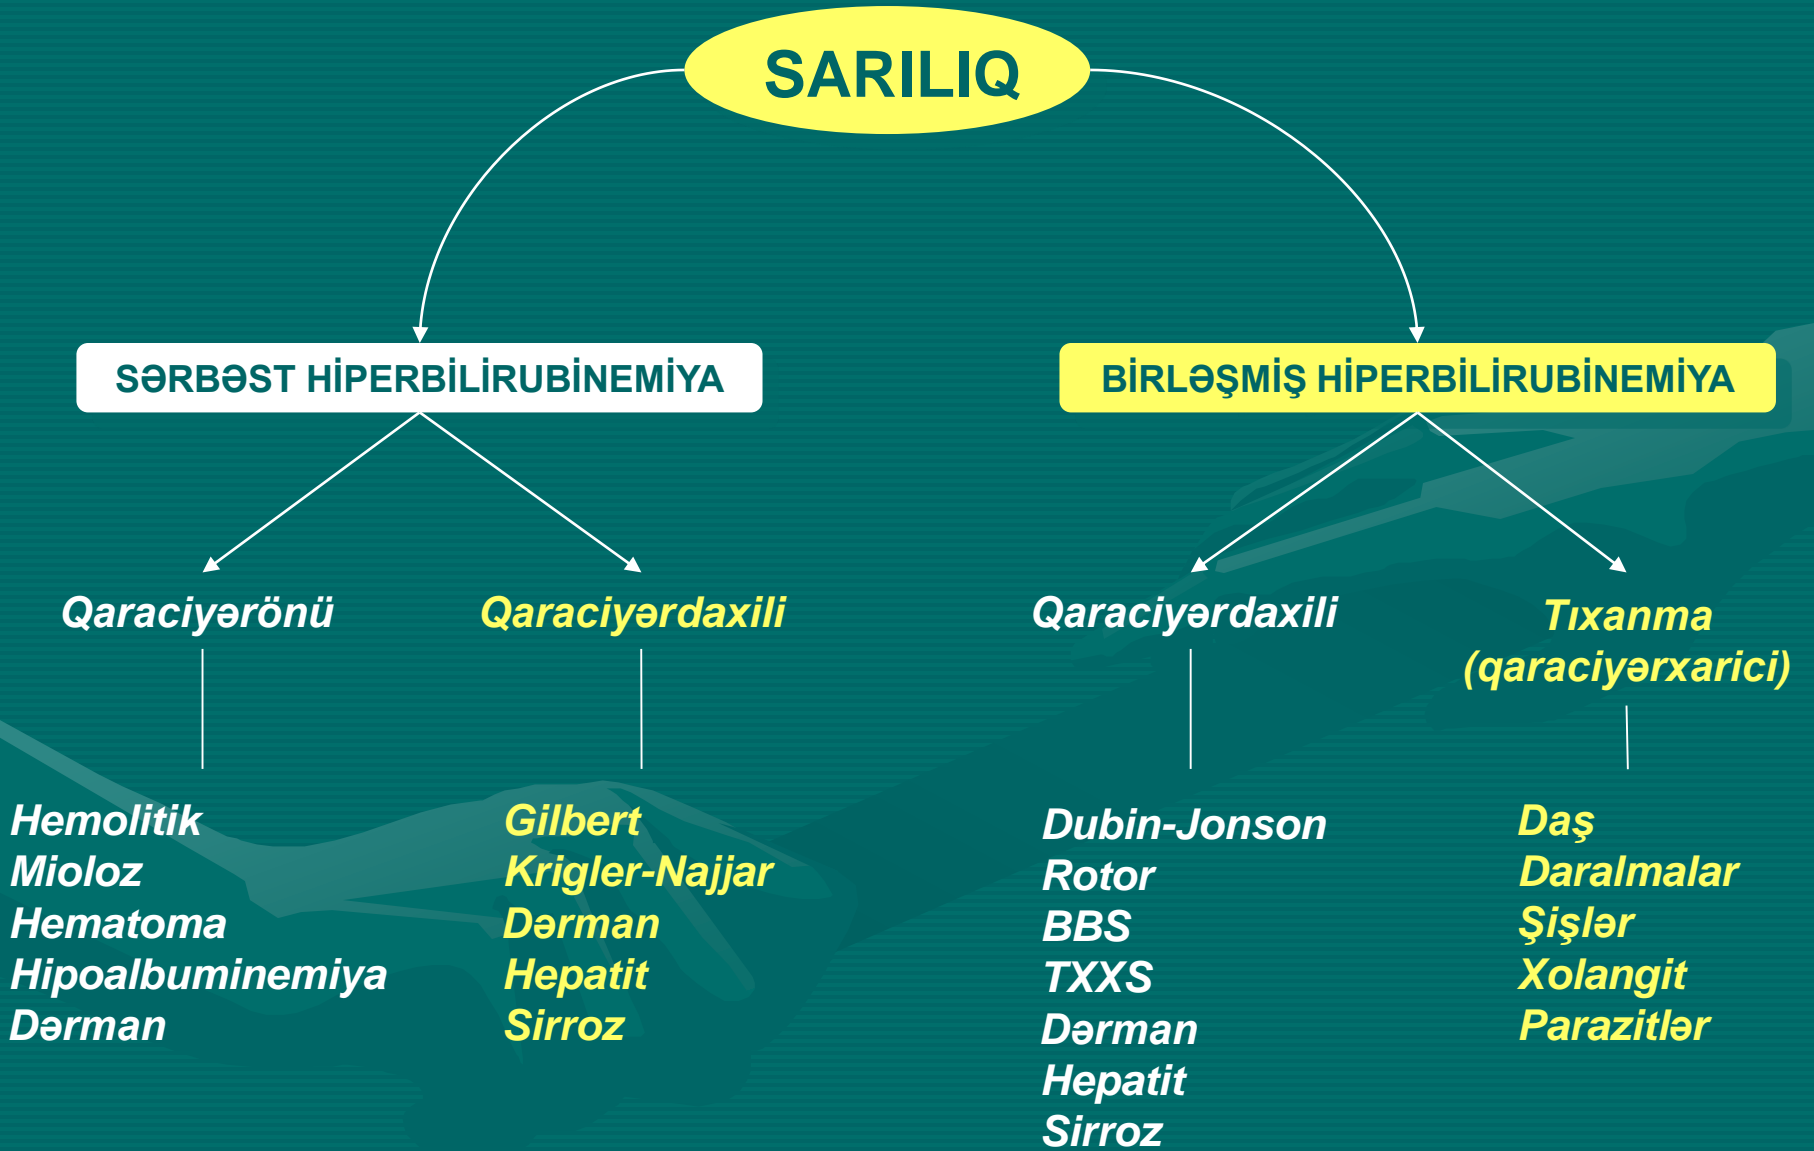 SARILIQ
SƏRBƏST HİPERBİLİRUBİNEMİYA
BİRLƏŞMİŞ HİPERBİLİRUBİNEMİYA
Qaraciyərönü
Qaraciyərdaxili
Qaraciyərdaxili
Tıxanma
(qaraciyərxarici)
Hemolitik
Mioloz
Hematoma
Hipoalbuminemiya
Dərman
Gilbert
Krigler-Najjar
Dərman
Hepatit
Sirroz
Dubin-Jonson
Rotor
BBS
TXXS
Dərman
Hepatit
Sirroz
Daş
Daralmalar
Şişlər
Xolangit
Parazitlər